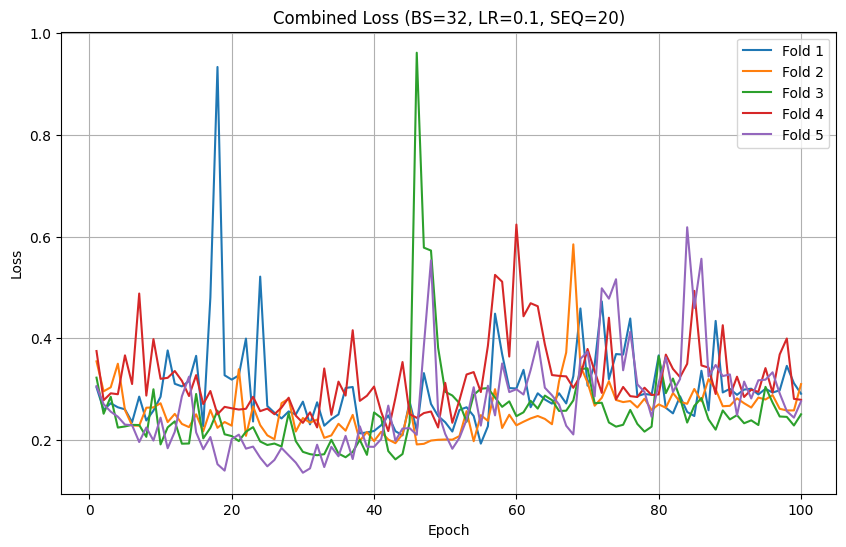 Combined Loss (BS=32, LR=0.1, SEQ=20)
Loss
1.0
0.8
0.6
0.4
0.2
0 20 40 60 80 100
Epoch
Fold 1
Fold 2
Fold 3
Fold 4
Fold 5